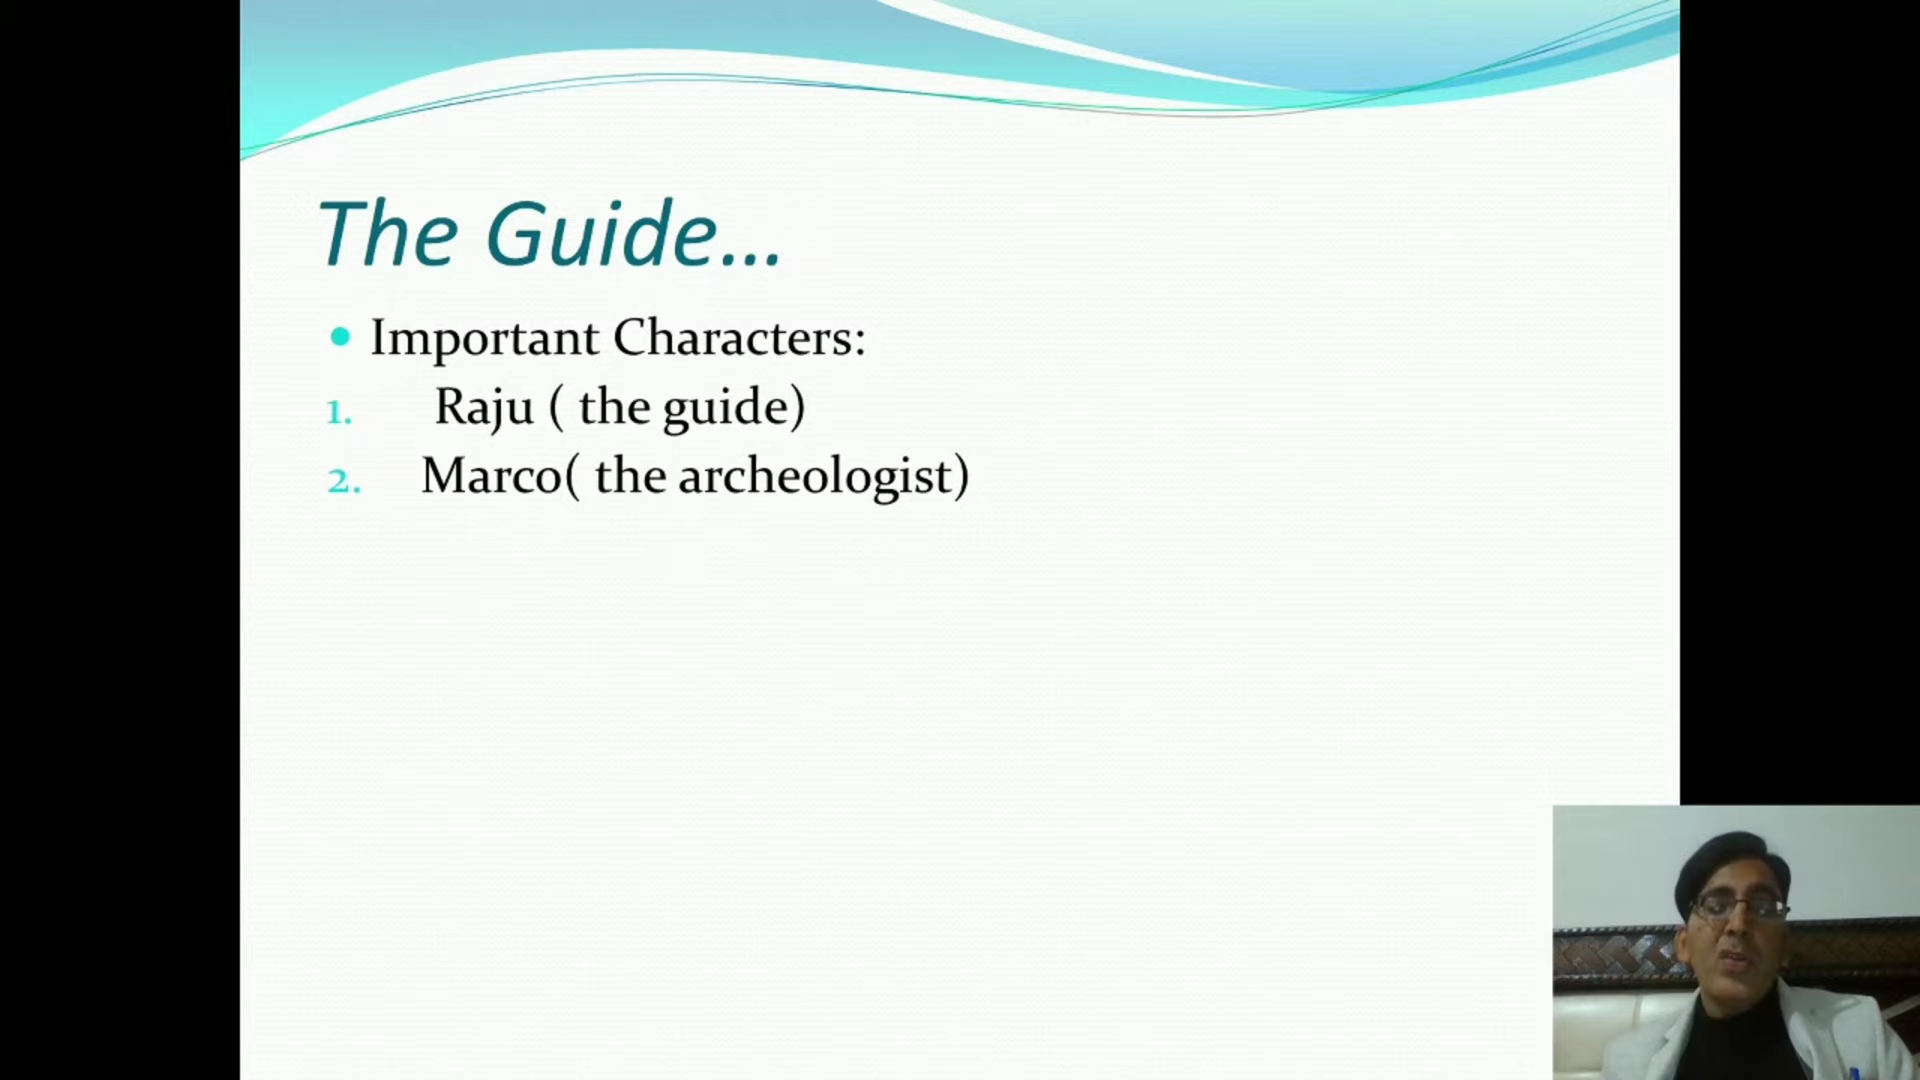 The Guide...
Important Characters:
1. Raju ( the guide)
2. Marco( the archeologist)